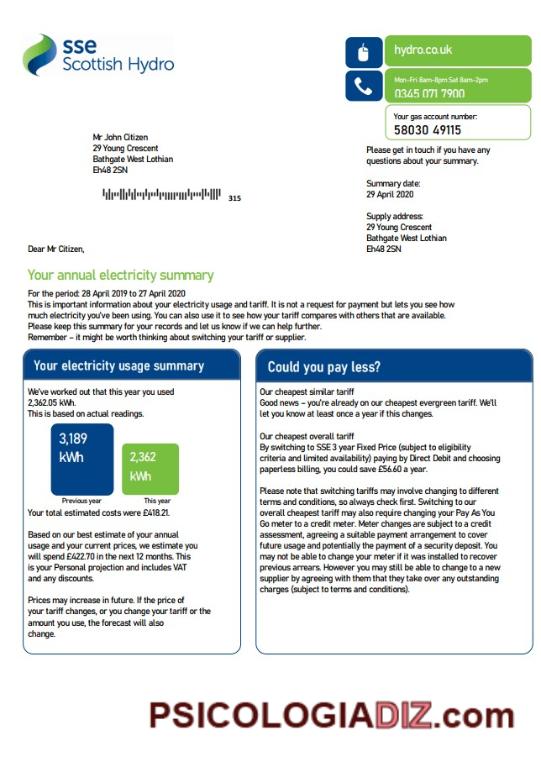 sse
Scottish Hydro
hydro.co.uk
Mon-Fri 8am-8pm Sat 8am-2pm
0345 071 7900
Your gas account number:
58030 49115
Mr John Citizen
29 Young Crescent
Bathgate West Lothian
Eh48 2SN
315
Please get in touch if you have any
questions about your summary.
Summary date:
29 April 2020
Supply address:
29 Young Crescent
Bathgate West Lothian
Eh48 2SN
Dear Mr Citizen,
Your annual electricity summary
For the period: 28 April 2019 to 27 April 2020
This is important information about your electricity usage and tariff. It is not a request for payment but lets you see how
much electricity you've been using. You can also use it to see how your tariff compares with others that are available.
Please keep this summary for your records and let us know if we can help further.
Remember – it might be worth thinking about switching your tariff or supplier.
Your electricity usage summary
We've worked out that this year you used
2,362.05 kWh.
This is based on actual readings.
3,189
kWh
2,362
kWh
Previous year
This year
Your total estimated costs were £418.21.
Based on our best estimate of your annual
usage and your current prices, we estimate you
will spend £422.70 in the next 12 months. This
is your Personal projection and includes VAT
and any discounts.
Prices may increase in future. If the price of
your tariff changes, or you change your tariff or the
amount you use, the forecast will also
change.
Could you pay less?
Our cheapest similar tariff
Good news – you're already on our cheapest evergreen tariff. We'll
let you know at least once a year if this changes.
Our cheapest overall tariff
By switching to SSE 3 year Fixed Price (subject to eligibility
criteria and limited availability) paying by Direct Debit and choosing
paperless billing, you could save £56.60 a year.
Please note that switching tariffs may involve changing to different
terms and conditions, so always check first. Switching to our
overall cheapest tariff may also require changing your Pay As You
Go meter to a credit meter. Meter changes are subject to a credit
assessment, agreeing a suitable payment arrangement to cover
future usage and potentially the payment of a security deposit. You
may not be able to change your meter if it was installed to recover
previous arrears. However you may still be able to change to a new
supplier by agreeing with them that they take over any outstanding
charges (subject to terms and conditions).
PSICOLOGIADIZ.com